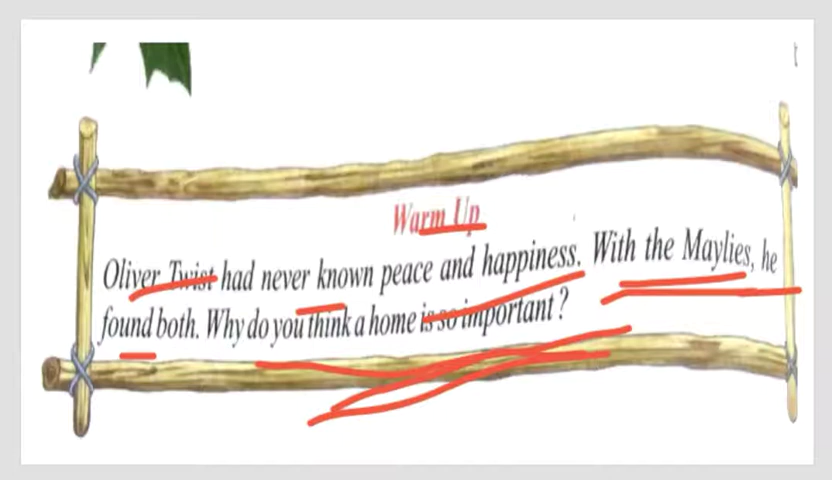 Warm Up
Oliver Twist had never known peace and happiness. With the Maylies, he
found both. Why do you think a home is so important?